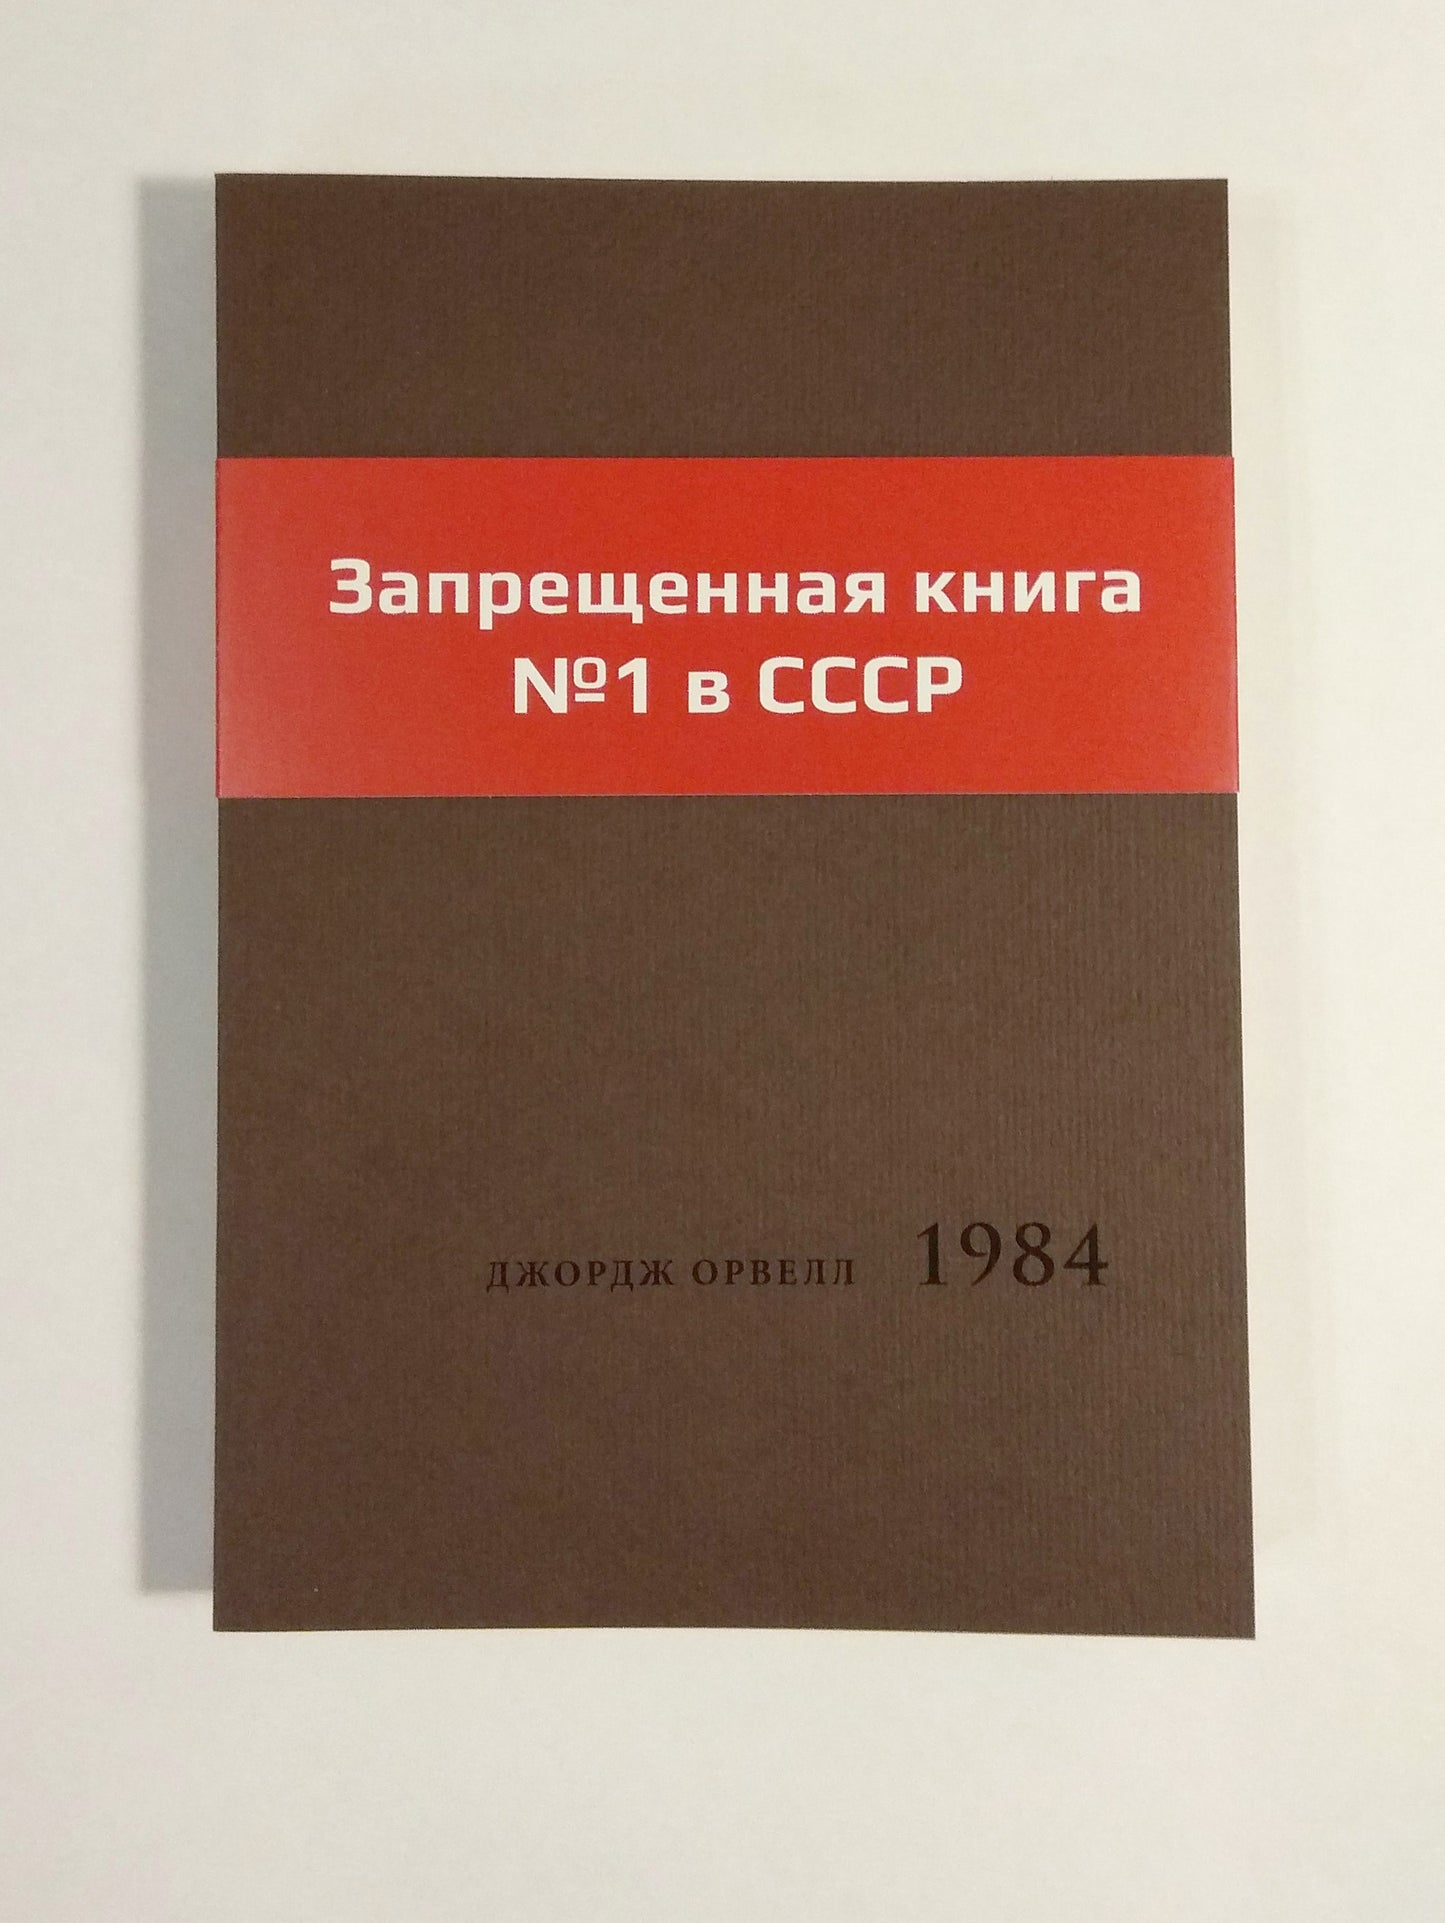 Запрещенная книга
№1 в СССР
ДЖОРДЖ ОРВЕЛЛ 1984